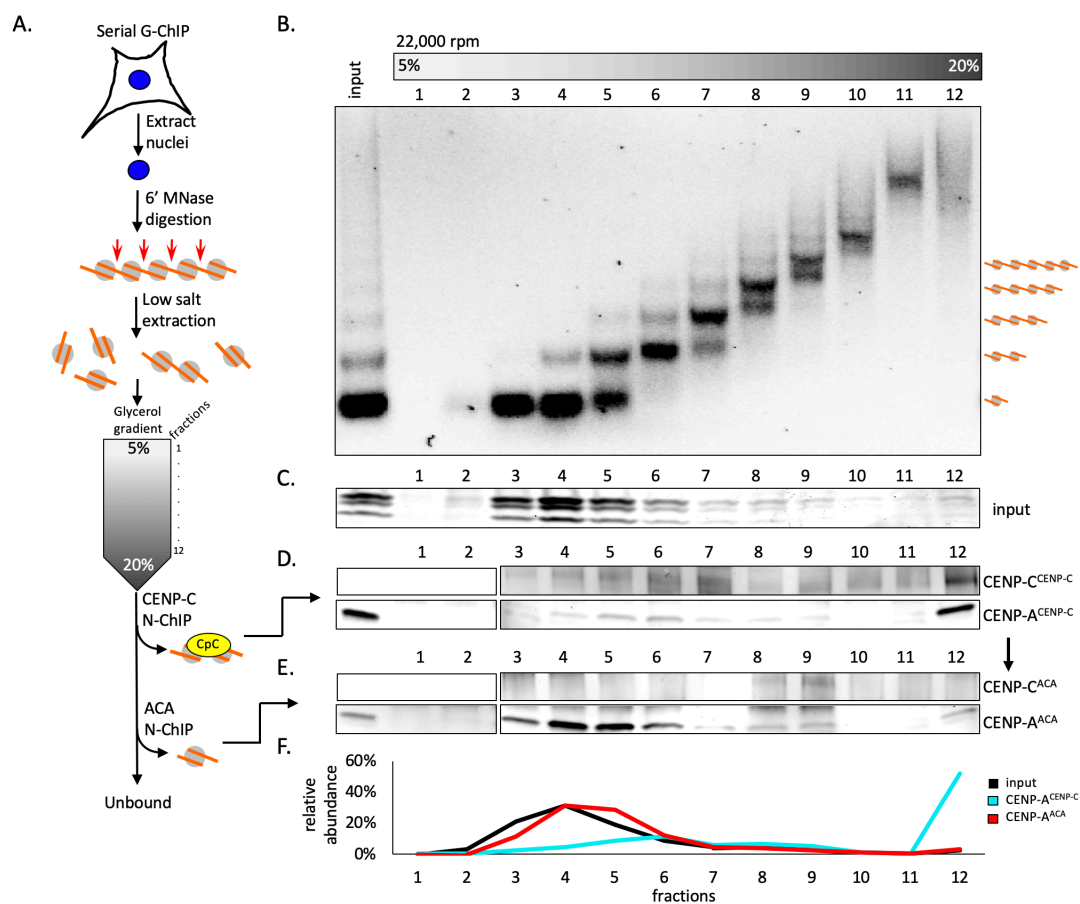 A.
Serial G-ChIP
Extract
nuclei
6’ MNase
digestion
Low salt
extraction
Glycerol
gradient
fractions
5%
1
.
.
.
.
.
.
12
20%
CENP-C
N-ChIP
CpC
ACA
N-ChIP
Unbound
B.
22,000 rpm
input
5%
20%
1 2 3 4 5 6 7 8 9 10 11 12
C.
1 2 3 4 5 6 7 8 9 10 11 12
input
D.
1 2 3 4 5 6 7 8 9 10 11 12
CENP-C^CENP-C
CENP-A^CENP-C
E.
1 2 3 4 5 6 7 8 9 10 11 12
CENP-C^ACA
CENP-A^ACA
F.
60%
40%
20%
0%
relative
abundance
1 2 3 4 5 6 7 8 9 10 11 12
fractions
input
CENP-A^CENP-C
CENP-A^ACA